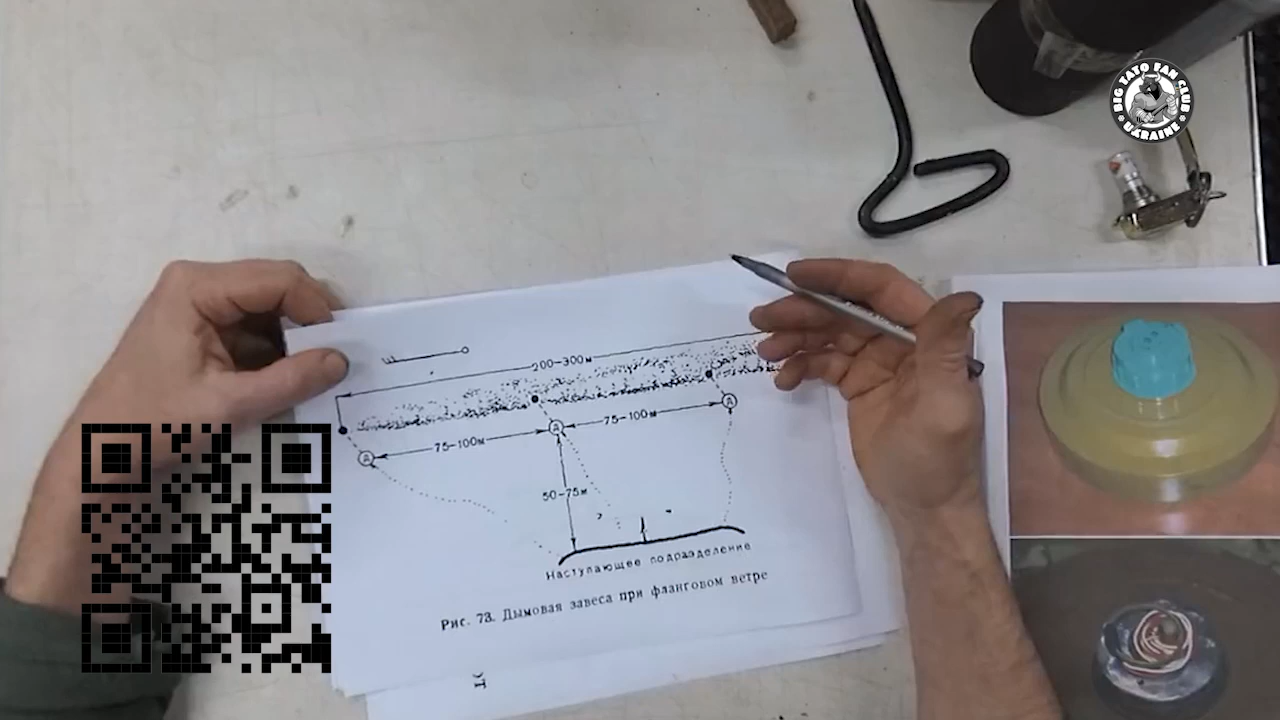 BIG TATO FAN CLUB
UKRAINE
200-300м
75-100м
75-100м
50-75м
Наступающее подразделение
Рис. 73. Дымовая завеса при фланговом ветре